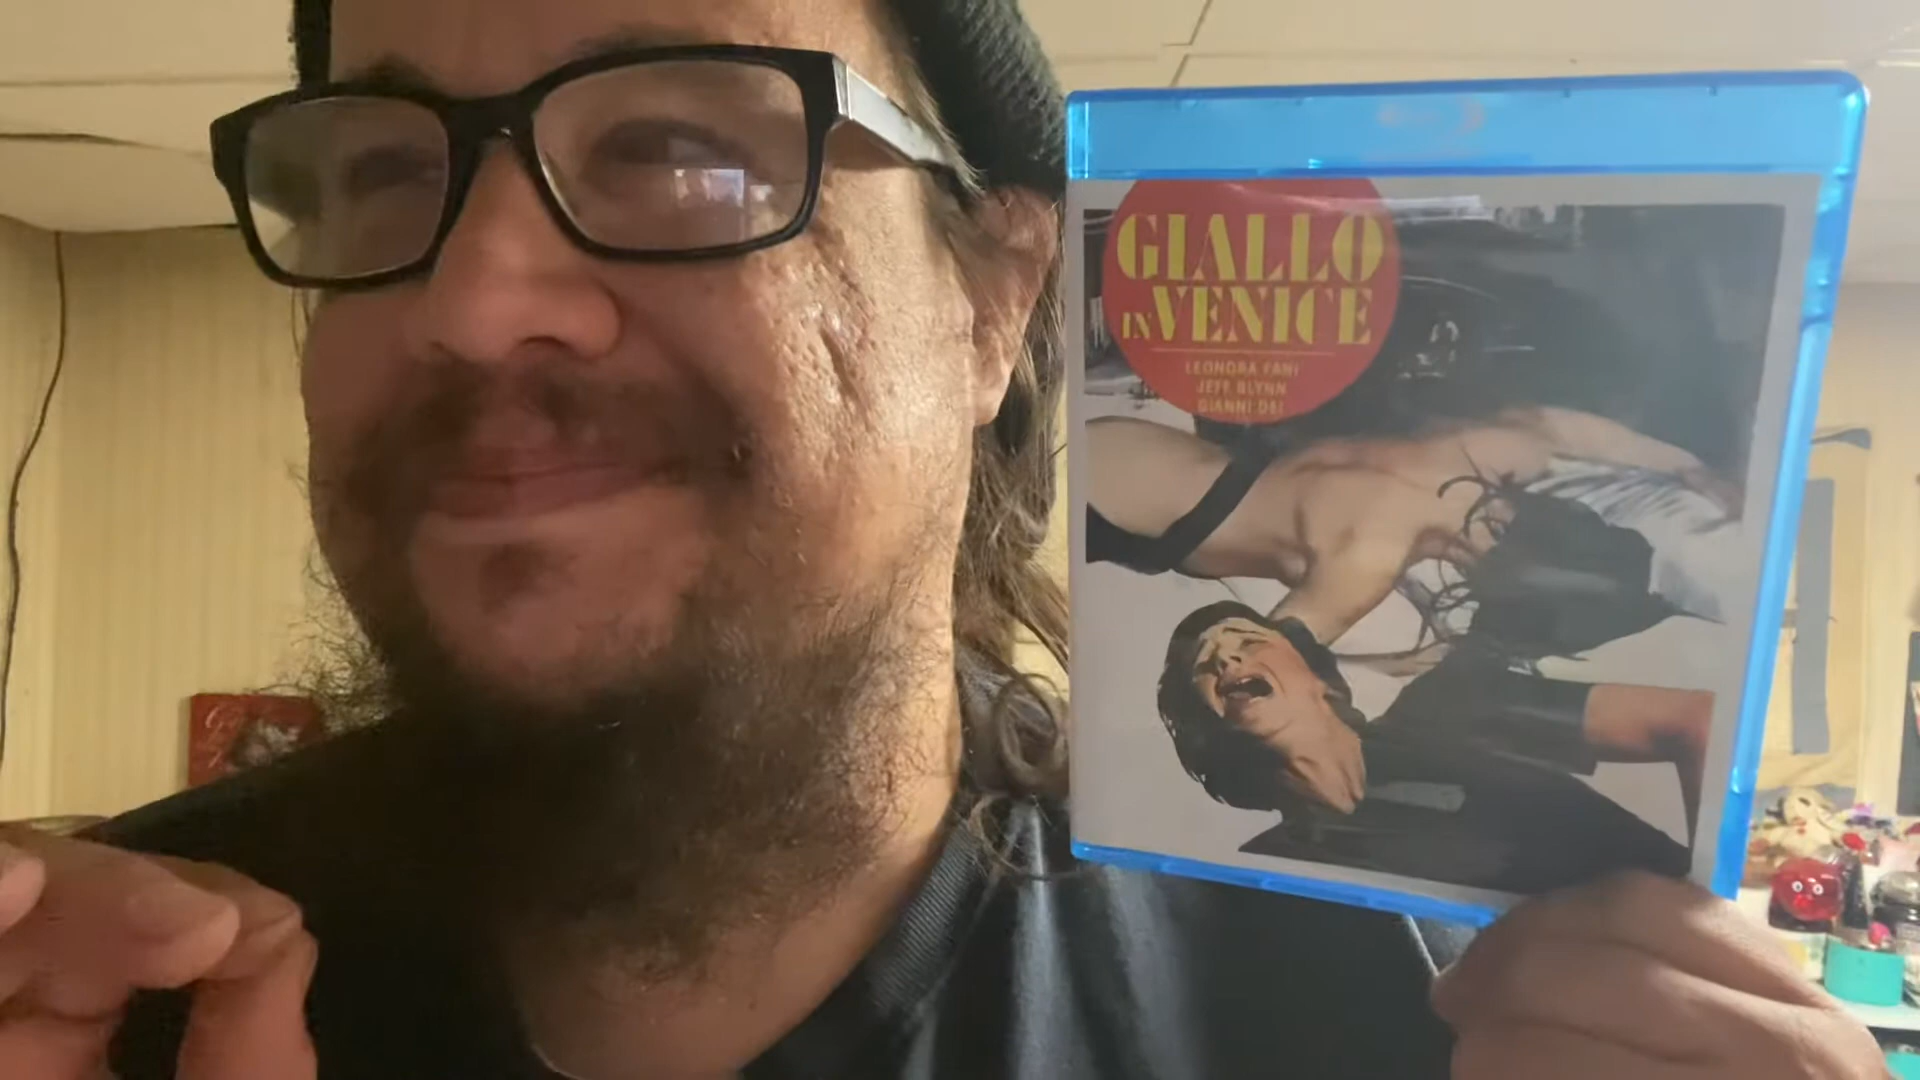 GIALLO
IN VENICE
LEONORA FANI
JEFF BLYNN
GIANNI DEI